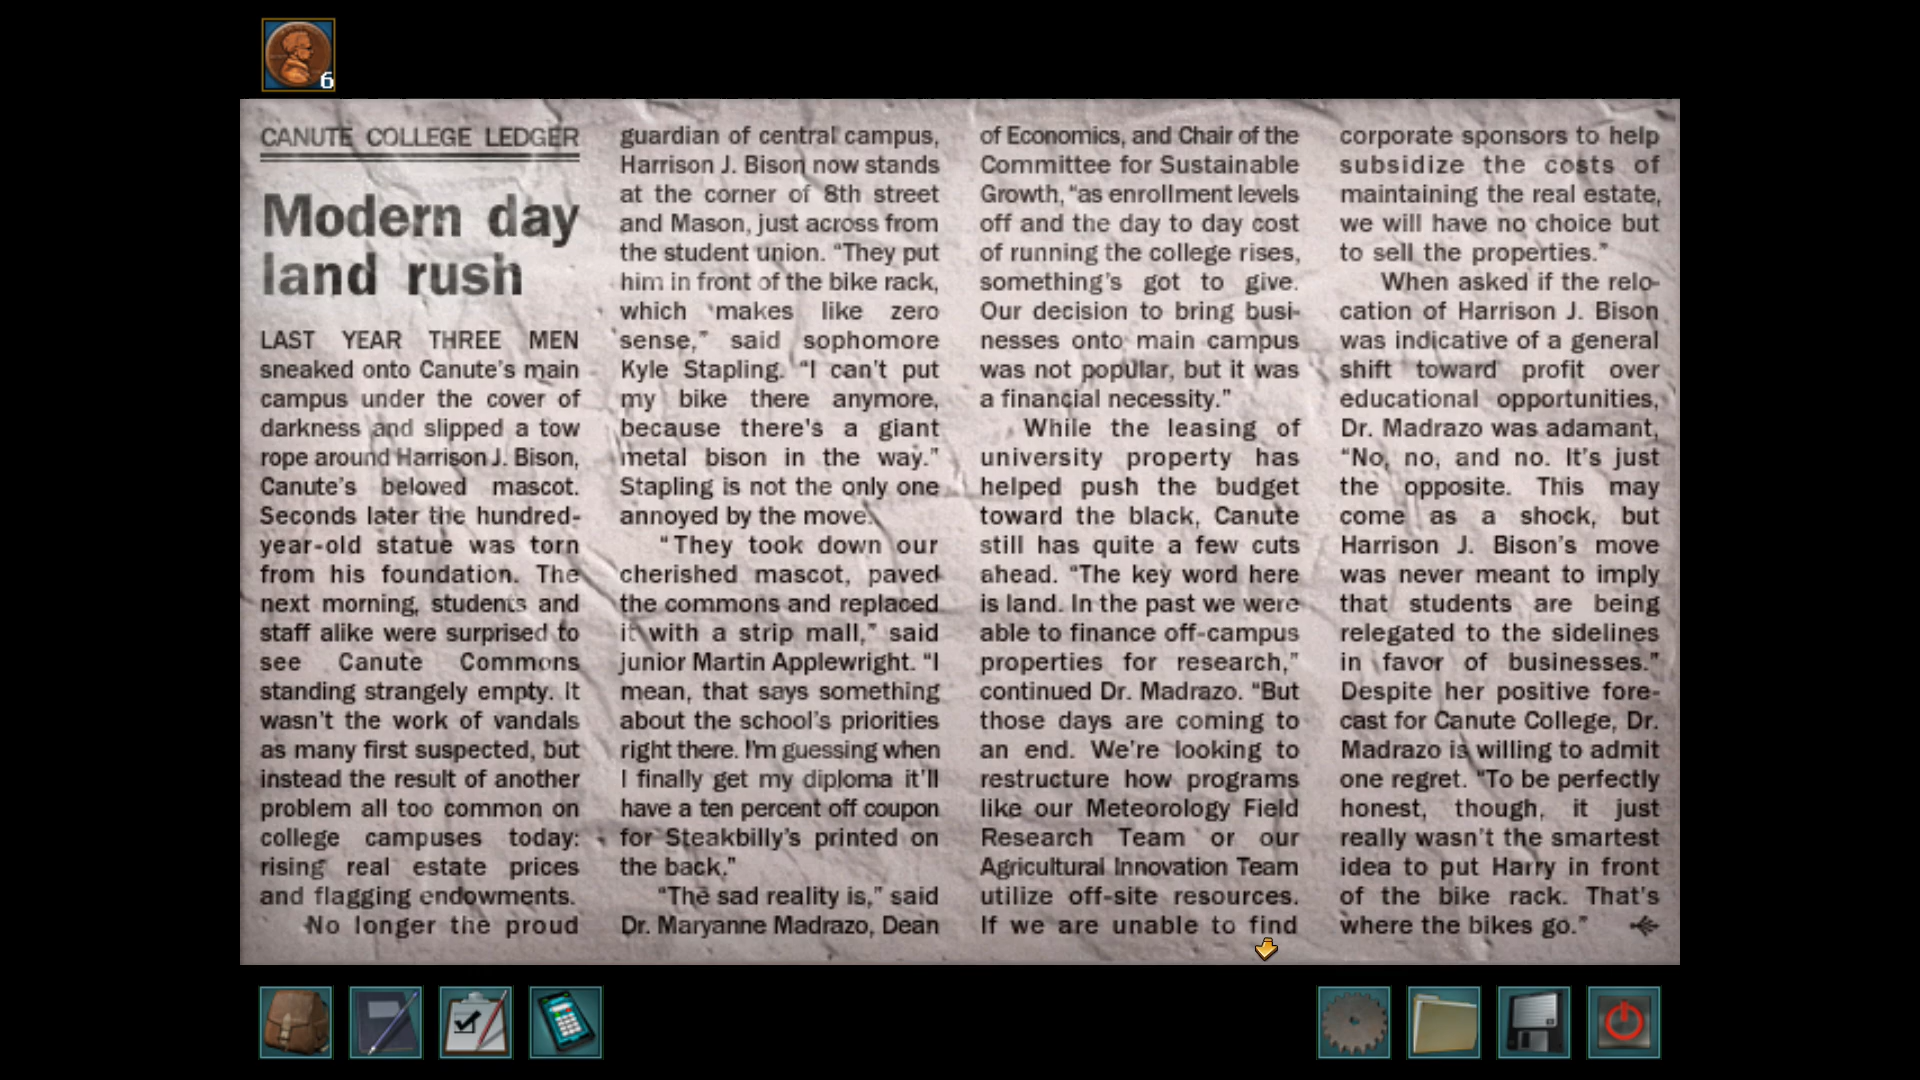 6
CANUTE COLLEGE LEDGER
Modern day
land rush
LAST YEAR THREE MEN
sneaked onto Canute's main
campus under the cover of
darkness and slipped a tow
rope around Harrison J. Bison,
Canute's beloved mascot.
Seconds later the hundred-
year-old statue was torn
from his foundation. The
next morning, students and
staff alike were surprised to
see Canute Commons
standing strangely empty. It
wasn't the work of vandals
as many first suspected, but
instead the result of another
problem all too common on
college campuses today:
rising real estate prices
and flagging endowments.
No longer the proud
guardian of central campus,
Harrison J. Bison now stands
at the corner of 8th street
and Mason, just across from
the student union. "They put
him in front of the bike rack,
which makes like zero
sense," said sophomore
Kyle Stapling. "I can't put
my bike there anymore,
because there's a giant
metal bison in the way."
Stapling is not the only one
annoyed by the move.
"They took down our
cherished mascot, paved
the commons and replaced
it with a strip mall," said
junior Martin Applewright. "I
mean, that says something
about the school's priorities
right there. I'm guessing when
I finally get my diploma it'll
have a ten percent off coupon
for Steakbilly's printed on
the back."
"The sad reality is," said
Dr. Maryanne Madrazo, Dean
of Economics, and Chair of the
Committee for Sustainable
Growth, "as enrollment levels
off and the day to day cost
of running the college rises,
something's got to give.
Our decision to bring busi-
nesses onto main campus
was not popular, but it was
a financial necessity."
While the leasing of
university property has
helped push the budget
toward the black, Canute
still has quite a few cuts
ahead. "The key word here
is land. In the past we were
able to finance off-campus
properties for research,"
continued Dr. Madrazo. "But
those days are coming to
an end. We're looking to
restructure how programs
like our Meteorology Field
Research Team or our
Agricultural Innovation Team
utilize off-site resources.
If we are unable to find
corporate sponsors to help
subsidize the costs of
maintaining the real estate,
we will have no choice but
to sell the properties."
When asked if the relo-
cation of Harrison J. Bison
was indicative of a general
shift toward profit over
educational opportunities,
Dr. Madrazo was adamant,
"No, no, and no. It's just
the opposite. This may
come as a shock, but
Harrison J. Bison's move
was never meant to imply
that students are being
relegated to the sidelines
in favor of businesses."
Despite her positive fore-
cast for Canute College, Dr.
Madrazo is willing to admit
one regret. "To be perfectly
honest, though, it just
really wasn't the smartest
idea to put Harry in front
of the bike rack. That's
where the bikes go."